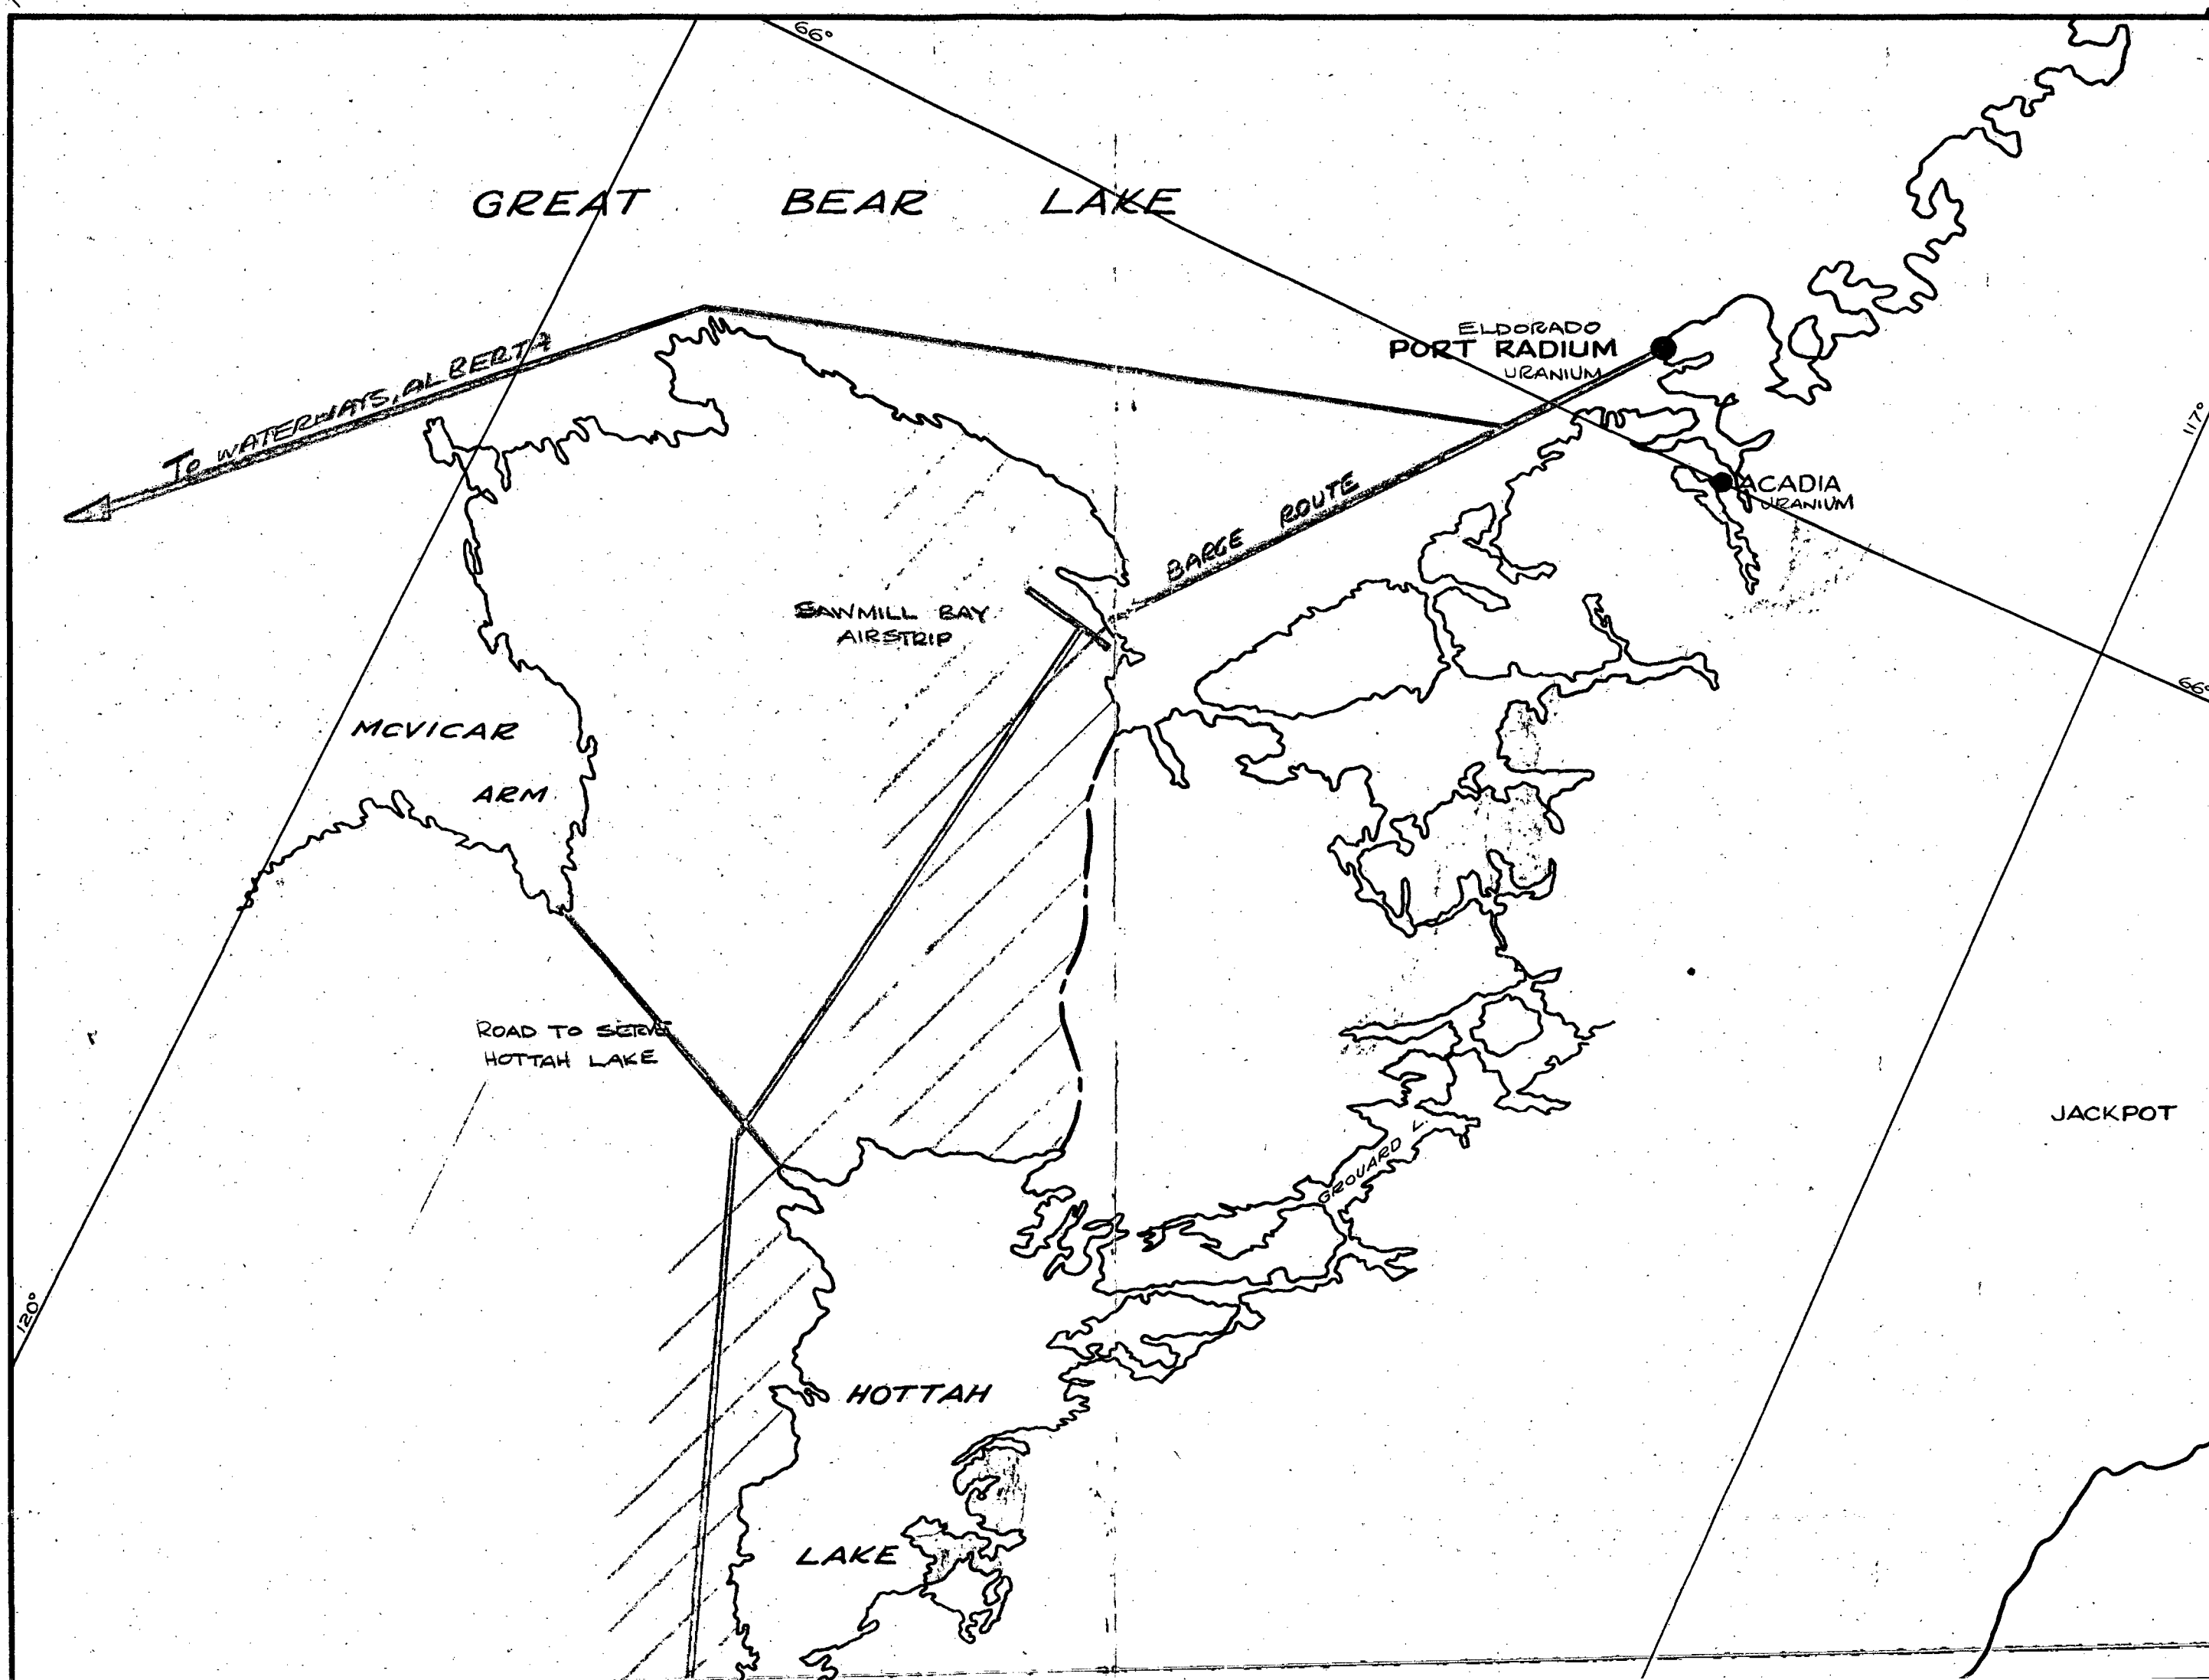 66°
GREAT BEAR LAKE
ELDORADO
PORT RADIUM
URANIUM
TO WATERWAYS, ALBERTA
117°
ACADIA
URANIUM
BARGE ROUTE
SAWMILL BAY
AIRSTRIP
66°
MCVICAR
ARM
ROAD TO SERVE
HOTTAH LAKE
JACKPOT
GROUARD L.
120°
HOTTAH
LAKE